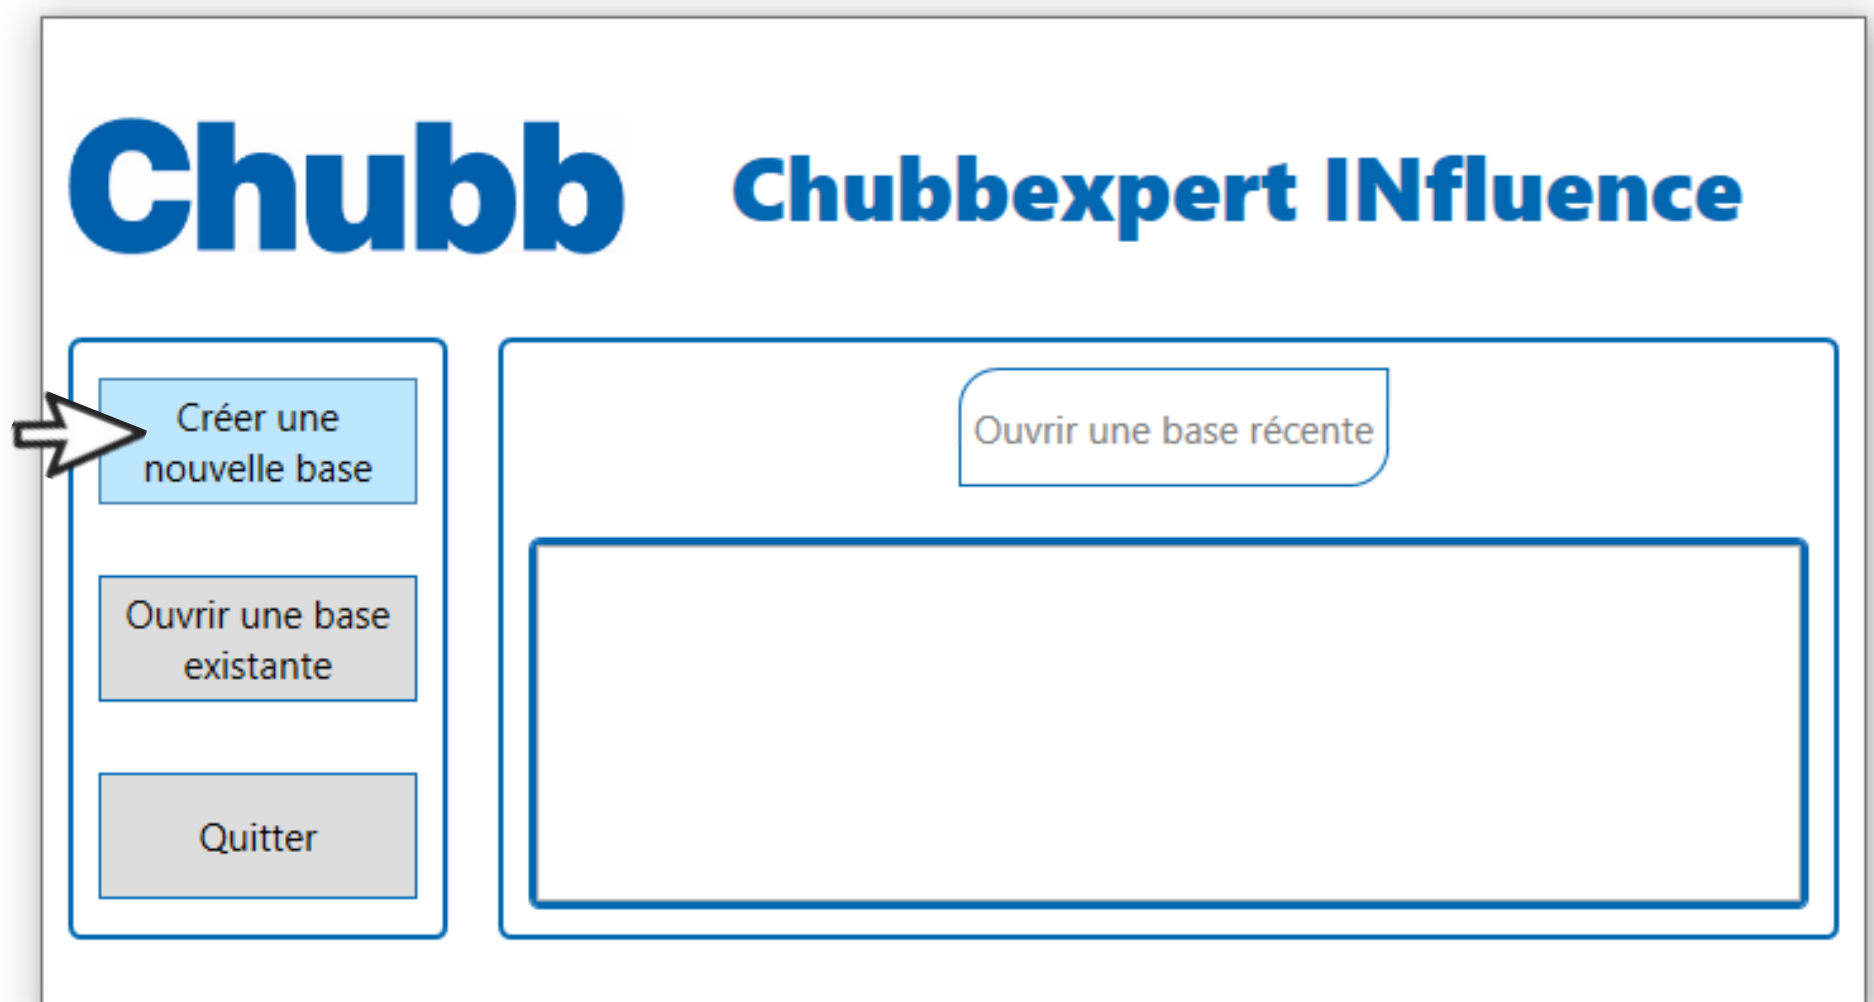 Chubb
Chubbexpert INfluence
Créer une
nouvelle base
Ouvrir une base
existante
Quitter
Ouvrir une base récente